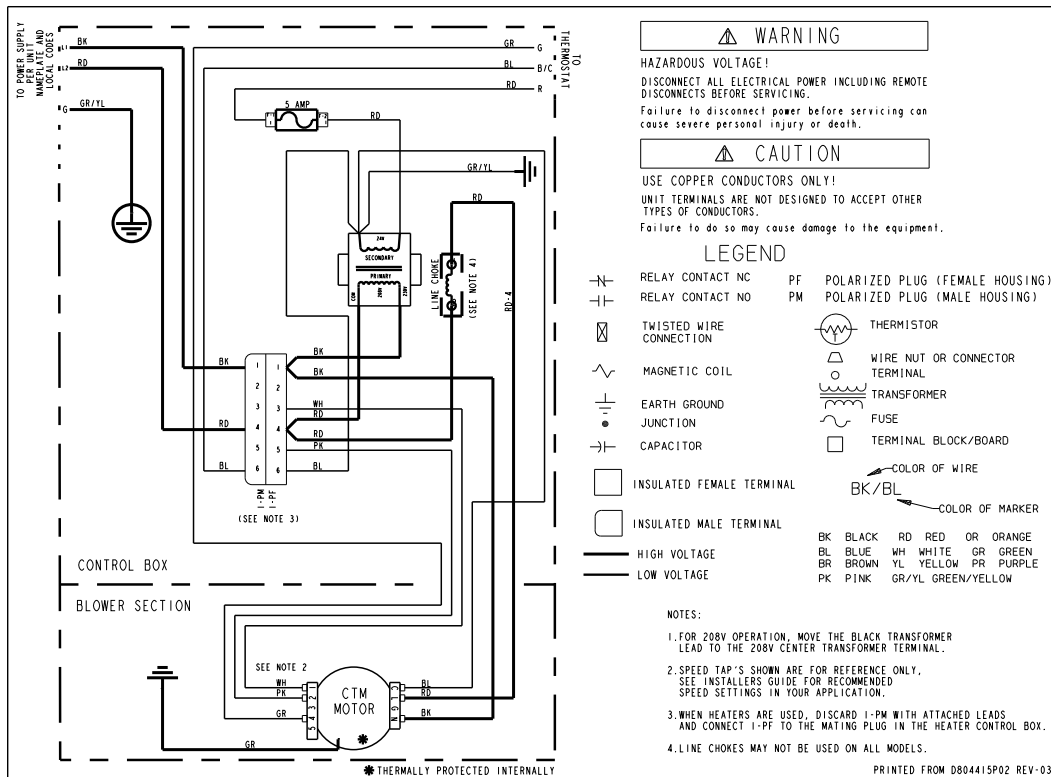 TO POWER SUPPLY
PER UNIT
NAMEPLATE AND
LOCAL CODES
L1
BK
L2
RD
G
GR/YL
GR
G
BL
B/C
RD
R
TO
THERMOSTAT
5 AMP
RD
GR/YL
RD
24V
SECONDARY
PRIMARY
COM
208V
230V
LINE CHOKE
(SEE NOTE 4)
RD-4
BK
1
1
BK
BK
2
2
3
3
WH
RD
RD
4
4
RD
5
5
PK
BL
6
6
BL
1-PM
1-PF
(SEE NOTE 3)
CONTROL BOX
BLOWER SECTION
SEE NOTE 2
WH
PK
GR
1
2
3
4
5
CTM
MOTOR
C
L
G
N
BL
RD
BK
GR
THERMALLY PROTECTED INTERNALLY
WARNING
HAZARDOUS VOLTAGE!
DISCONNECT ALL ELECTRICAL POWER INCLUDING REMOTE
DISCONNECTS BEFORE SERVICING.
Failure to disconnect power before servicing can
cause severe personal injury or death.
CAUTION
USE COPPER CONDUCTORS ONLY!
UNIT TERMINALS ARE NOT DESIGNED TO ACCEPT OTHER
TYPES OF CONDUCTORS.
Failure to do so may cause damage to the equipment.
LEGEND
RELAY CONTACT NC
RELAY CONTACT NO
TWISTED WIRE
CONNECTION
MAGNETIC COIL
EARTH GROUND
JUNCTION
CAPACITOR
INSULATED FEMALE TERMINAL
INSULATED MALE TERMINAL
HIGH VOLTAGE
LOW VOLTAGE
PF POLARIZED PLUG (FEMALE HOUSING)
PM POLARIZED PLUG (MALE HOUSING)
THERMISTOR
WIRE NUT OR CONNECTOR
TERMINAL
TRANSFORMER
FUSE
TERMINAL BLOCK/BOARD
COLOR OF WIRE
BK/BL
COLOR OF MARKER
BK BLACK RD RED OR ORANGE
BL BLUE WH WHITE GR GREEN
BR BROWN YL YELLOW PR PURPLE
PK PINK GR/YL GREEN/YELLOW
NOTES:
1.FOR 208V OPERATION, MOVE THE BLACK TRANSFORMER
LEAD TO THE 208V CENTER TRANSFORMER TERMINAL.
2.SPEED TAP'S SHOWN ARE FOR REFERENCE ONLY,
SEE INSTALLERS GUIDE FOR RECOMMENDED
SPEED SETTINGS IN YOUR APPLICATION.
3.WHEN HEATERS ARE USED, DISCARD 1-PM WITH ATTACHED LEADS
AND CONNECT 1-PF TO THE MATING PLUG IN THE HEATER CONTROL BOX.
4.LINE CHOKES MAY NOT BE USED ON ALL MODELS.
PRINTED FROM D804415P02 REV-03